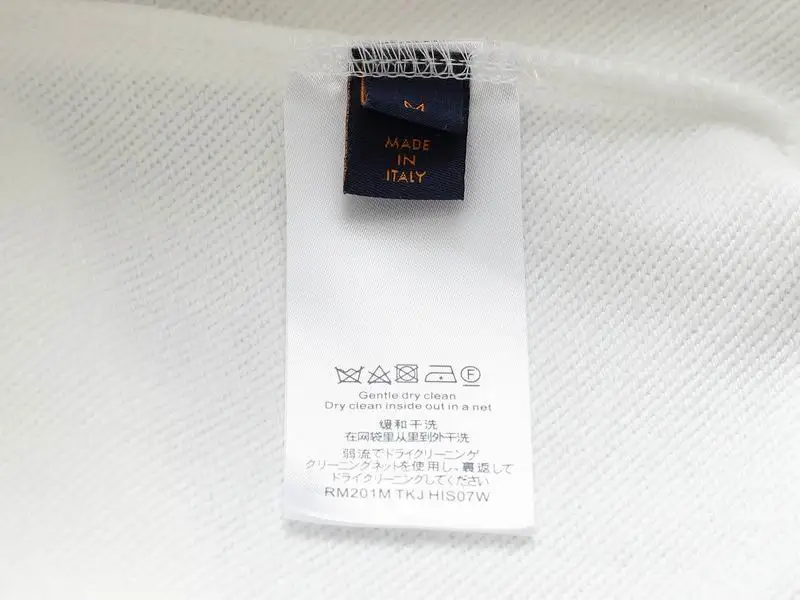 M
MADE
IN
ITALY
F
Gentle dry clean
Dry clean inside out in a net
缓和干洗
在网袋里从里到外干洗
弱流でドライクリーニング
クリーニングネットを使用し、裏返して
ドライクリーニングしてください
RM201M TKJ HIS07W